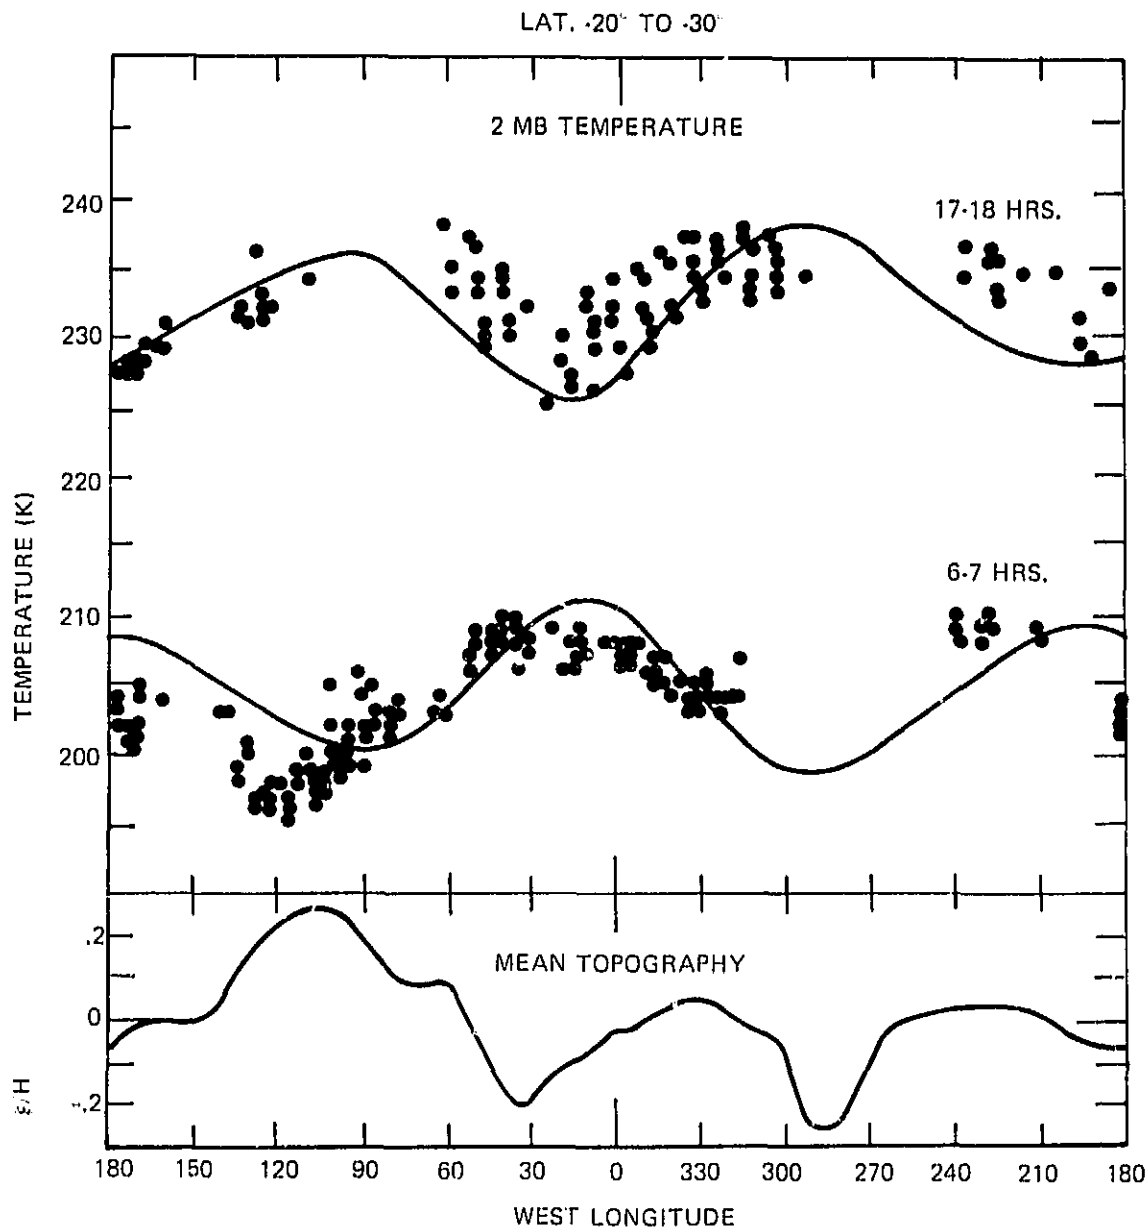 LAT. -20° TO -30°
2 MB TEMPERATURE
240
17-18 HRS.
230
220
TEMPERATURE (K)
6-7 HRS.
210
200
MEAN TOPOGRAPHY
.2
0
-.2
ξ/H
180 150 120 90 60 30 0 330 300 270 240 210 180
WEST LONGITUDE